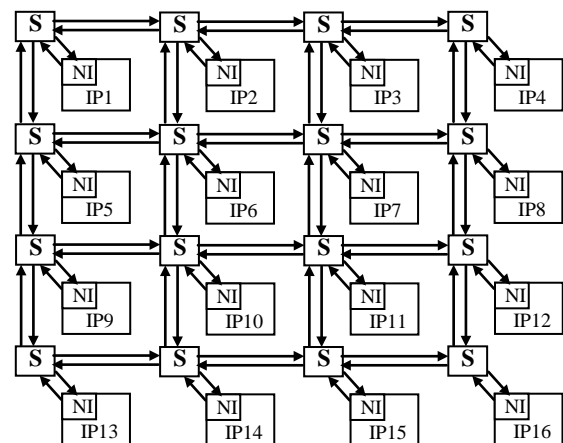 S S S S
NI NI NI NI
IP1 IP2 IP3 IP4
S S S S
NI NI NI NI
IP5 IP6 IP7 IP8
S S S S
NI NI NI NI
IP9 IP10 IP11 IP12
S S S S
NI NI NI NI
IP13 IP14 IP15 IP16